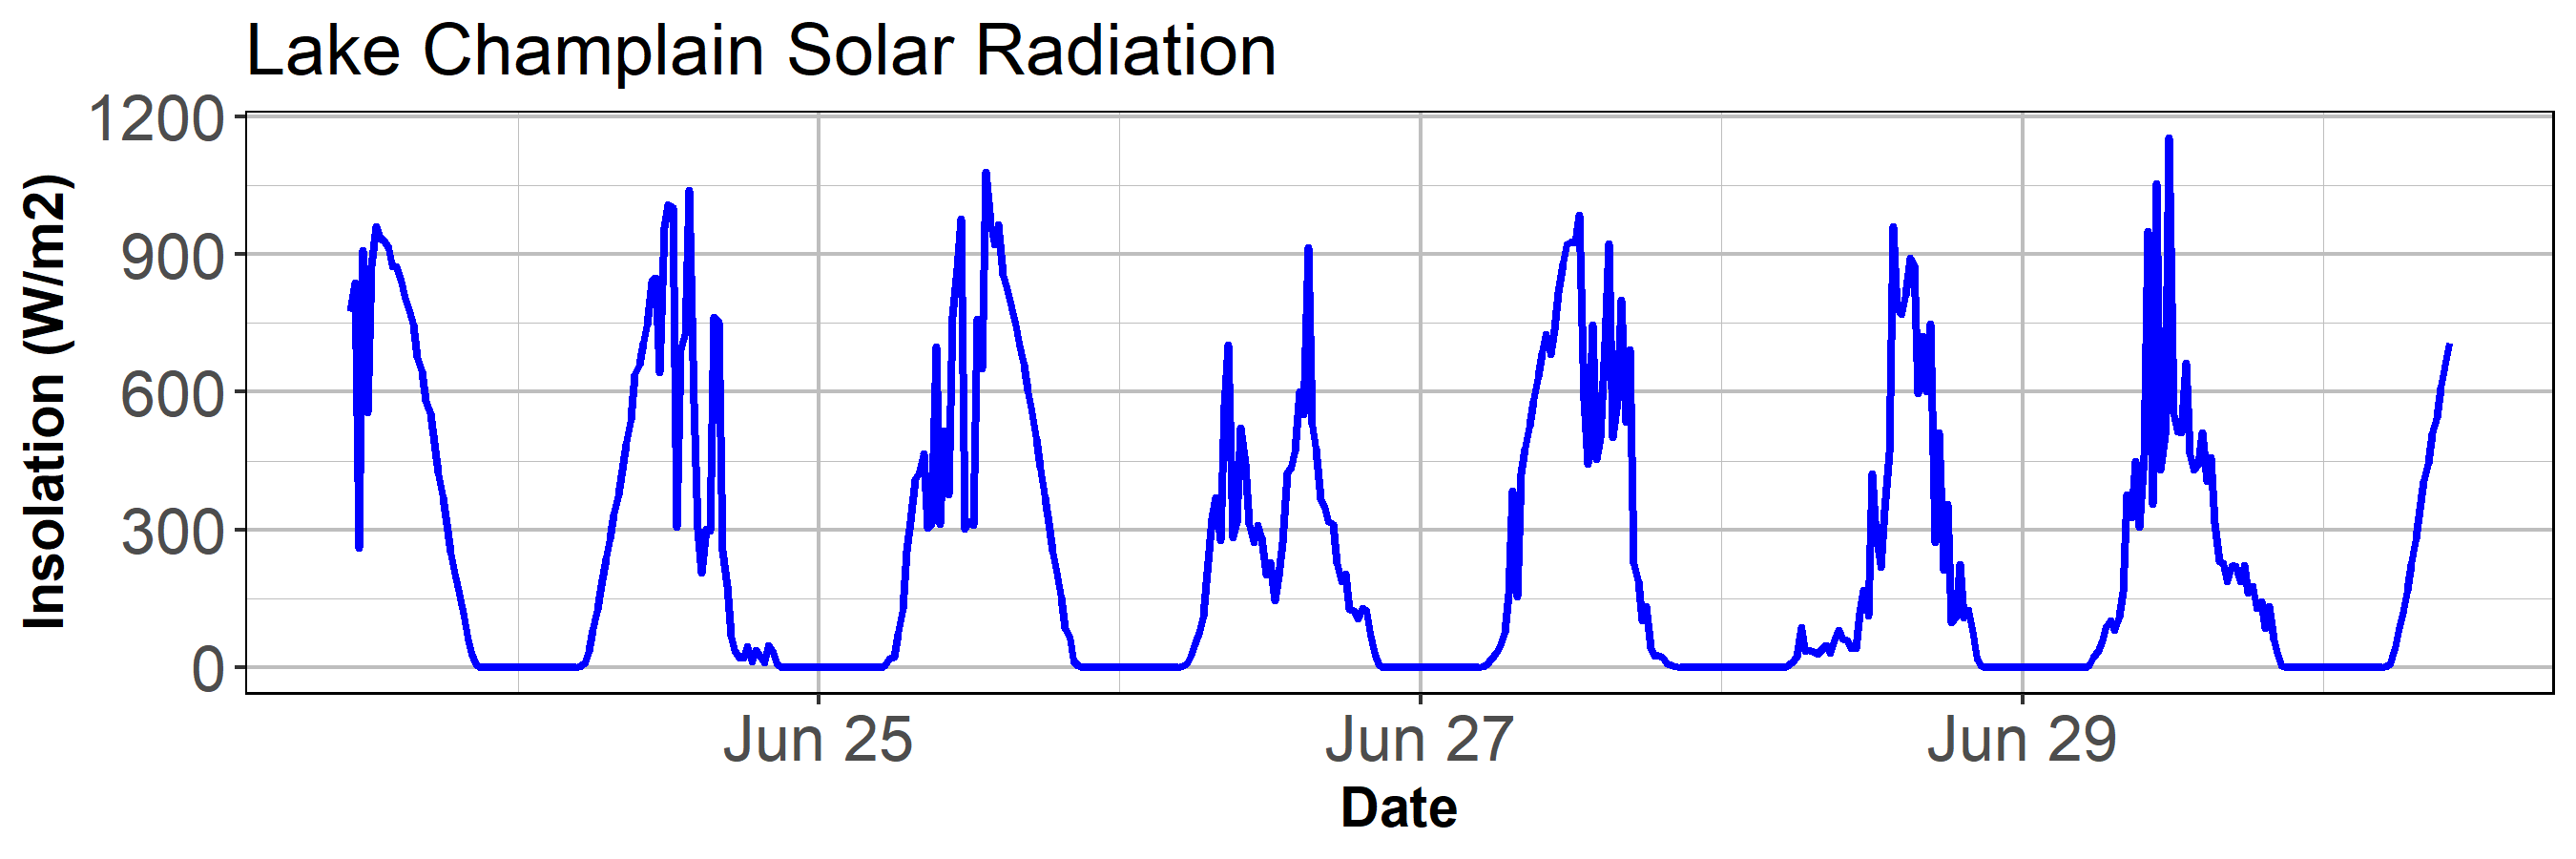 Lake Champlain Solar Radiation
1200
900
600
300
0
Insolation (W/m2)
Jun 25 Jun 27 Jun 29
Date